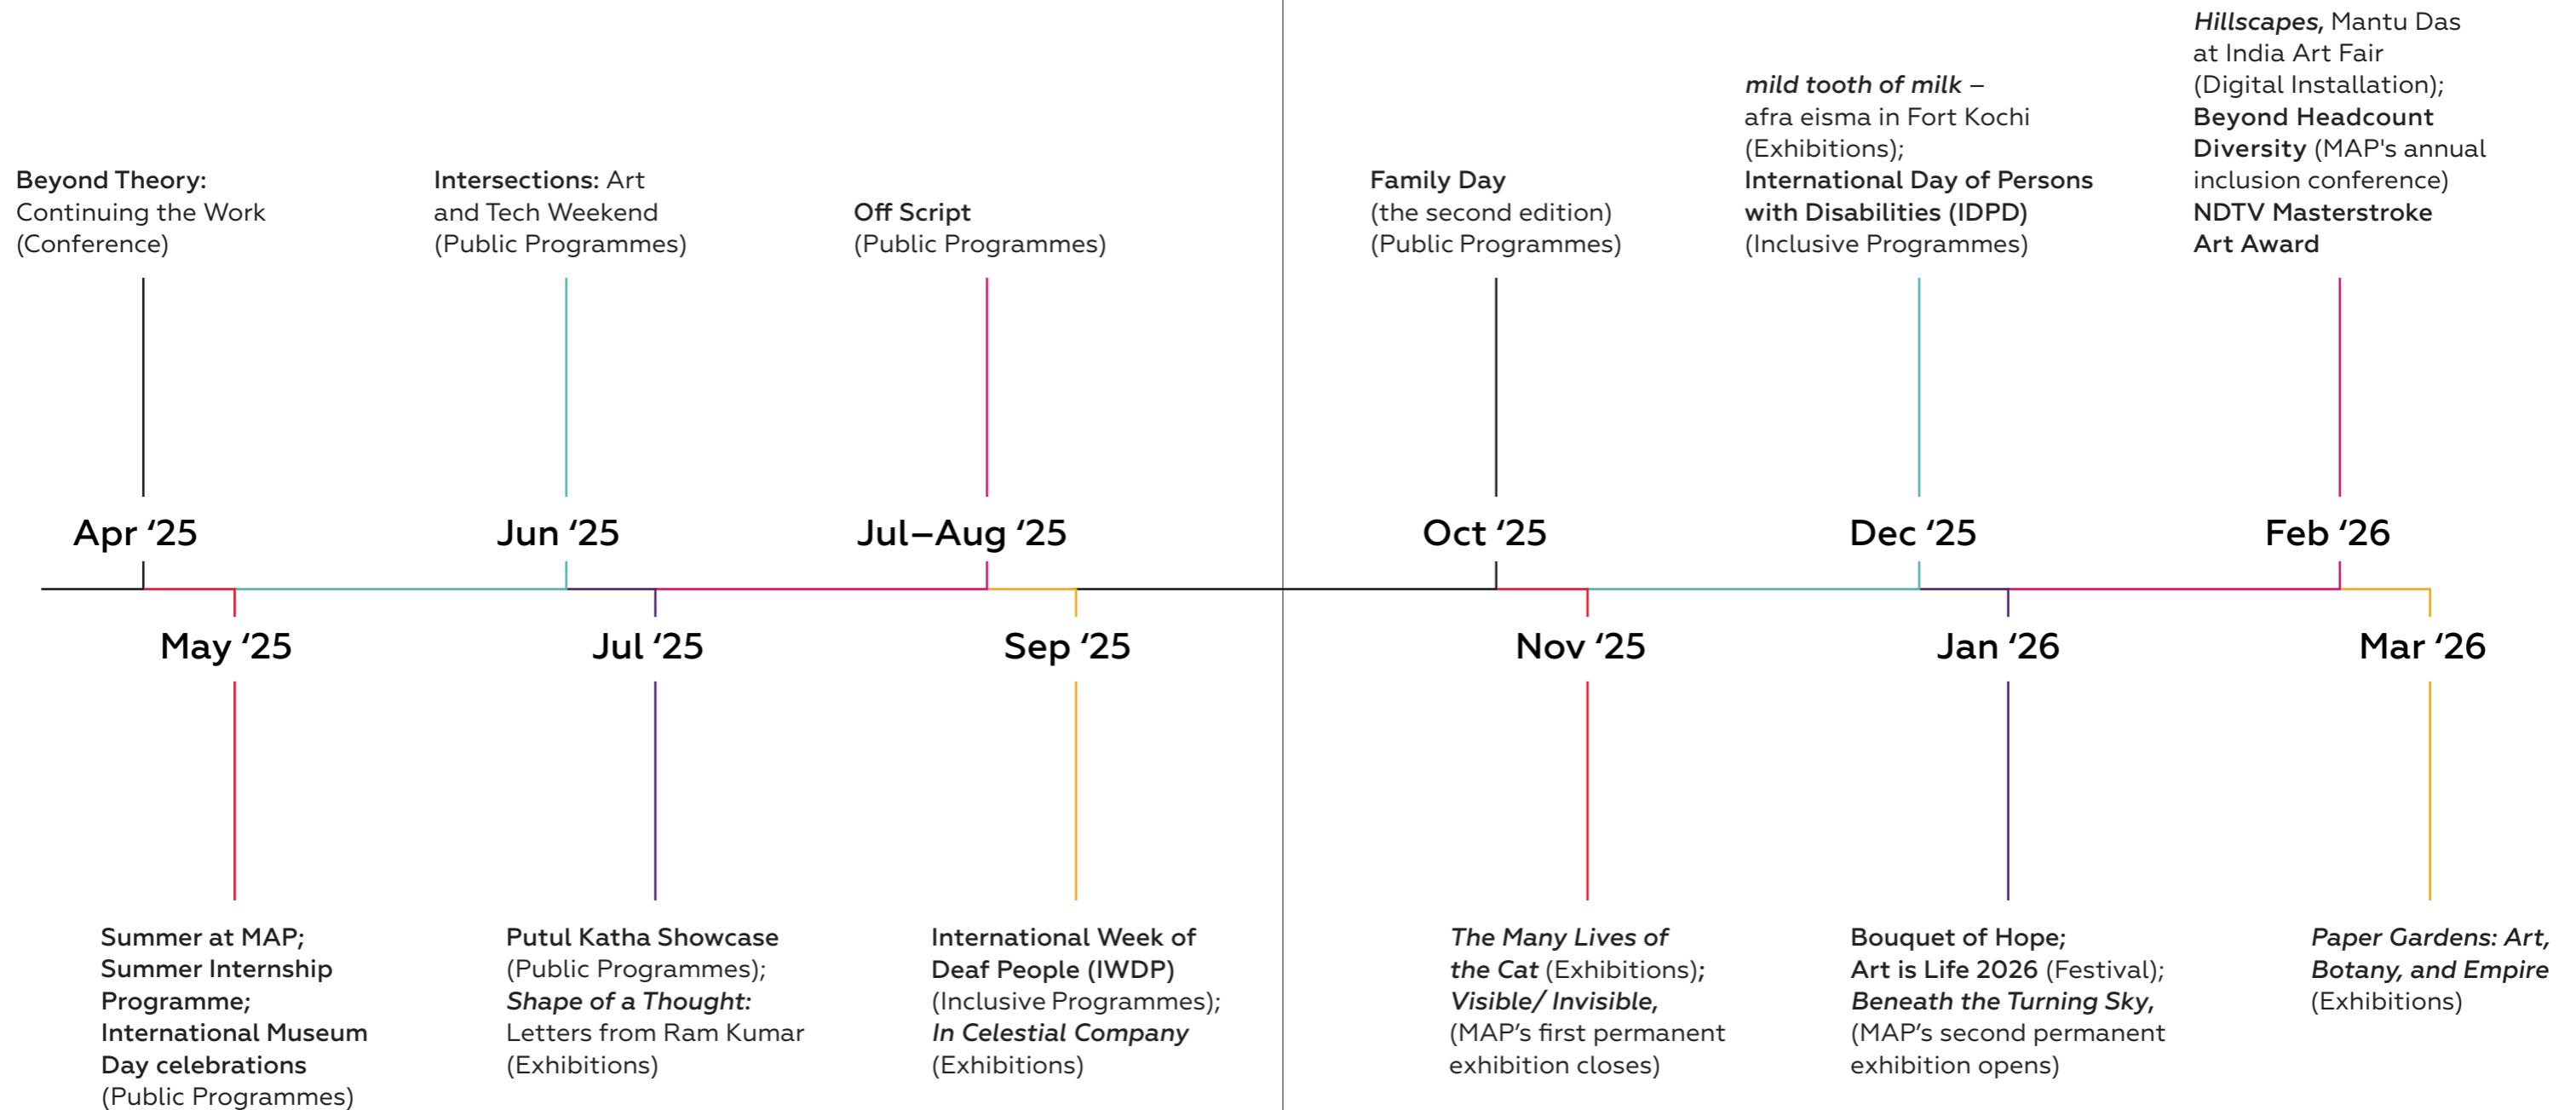 Beyond Theory:
Continuing the Work
(Conference)
Apr ‘25
May ‘25
Summer at MAP;
Summer Internship
Programme;
International Museum
Day celebrations
(Public Programmes)
Intersections: Art
and Tech Weekend
(Public Programmes)
Jun ‘25
Jul ‘25
Putul Katha Showcase
(Public Programmes);
Shape of a Thought:
Letters from Ram Kumar
(Exhibitions)
Off Script
(Public Programmes)
Jul–Aug ‘25
Sep ‘25
International Week of
Deaf People (IWDP)
(Inclusive Programmes);
In Celestial Company
(Exhibitions)
Family Day
(the second edition)
(Public Programmes)
Oct ‘25
Nov ‘25
The Many Lives of
the Cat (Exhibitions);
Visible/ Invisible,
(MAP’s first permanent
exhibition closes)
mild tooth of milk –
afra eisma in Fort Kochi
(Exhibitions);
International Day of Persons
with Disabilities (IDPD)
(Inclusive Programmes)
Dec ‘25
Jan ‘26
Bouquet of Hope;
Art is Life 2026 (Festival);
Beneath the Turning Sky,
(MAP’s second permanent
exhibition opens)
Hillscapes, Mantu Das
at India Art Fair
(Digital Installation);
Beyond Headcount
Diversity (MAP's annual
inclusion conference)
NDTV Masterstroke
Art Award
Feb ‘26
Mar ‘26
Paper Gardens: Art,
Botany, and Empire
(Exhibitions)